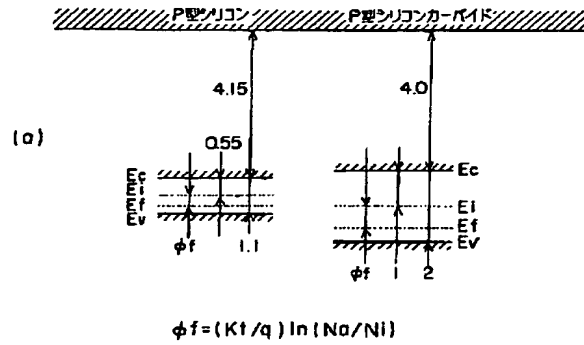 P型シリコン P型シリコンカーバイド
4.15 4.0
(a)
0.55
Ec Ec
Ei Ei
Ef Ef
Ev Ev
φf 1.1 φf 1 2
φf=(Kt/q)ln(Na/Ni)